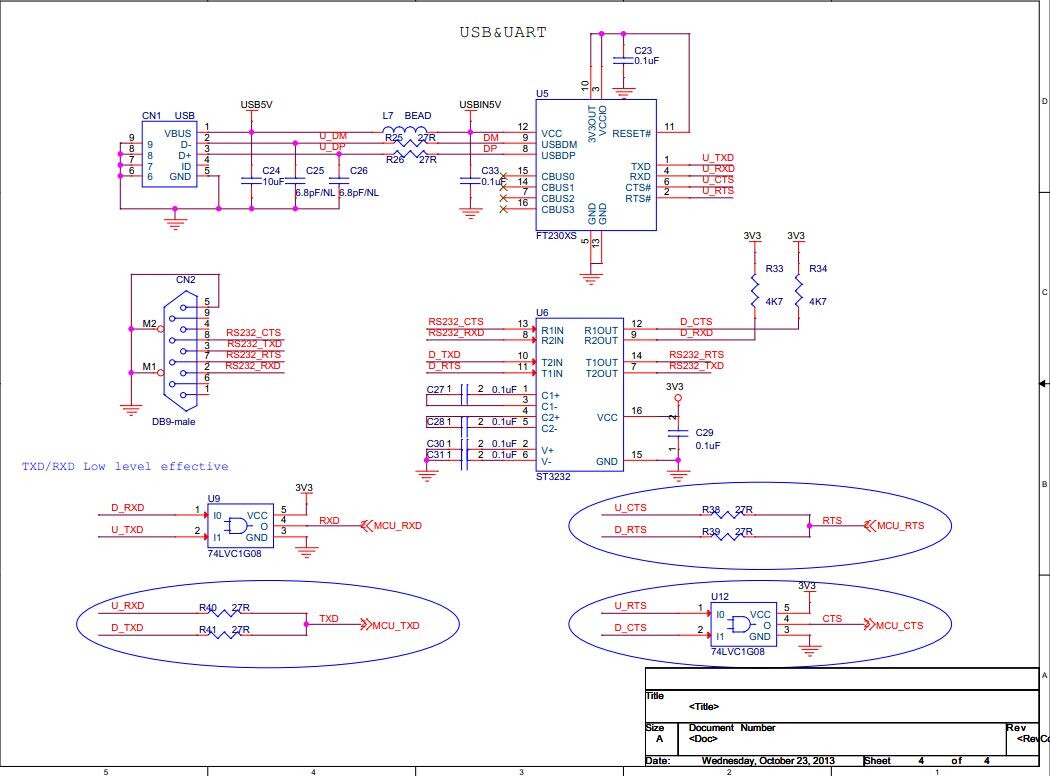 USB&UART
C23
0.1uF
10
3
U5
CN1 USB
USB5V
L7 BEAD
USBIN5V
VBUS 1
D- 2
D+ 3
ID 4
GND 5
9 9
8 8
7 7
6 6
U_DM
U_DP
R25 27R
R26 27R
DM
DP
12 VCC
9 USBDM
8 USBDP
15 CBUS0
14 CBUS1
7 CBUS2
16 CBUS3
3V3OUT
VCCIO
RESET# 11
TXD 1 U_TXD
RXD 4 U_RXD
CTS# 6 U_CTS
RTS# 2 U_RTS
GND
GND
5
13
FT230XS
C24
10uF
C25
6.8pF/NL
C26
6.8pF/NL
C33
0.1uF
3V3
3V3
R33
4K7
R34
4K7
CN2
M2
M1
5
9
4
8 RS232_CTS
3 RS232_TXD
7 RS232_RTS
2 RS232_RXD
6
1
DB9-male
U6
RS232_CTS 13 R1IN
RS232_RXD 8 R2IN
D_TXD 10 T2IN
D_RTS 11 T1IN
R1OUT 12 D_CTS
R2OUT 9 D_RXD
T1OUT 14 RS232_RTS
T2OUT 7 RS232_TXD
C27 1 2 0.1uF 1 C1+
3 C1-
4 C2+
C28 1 2 0.1uF 5 C2-
C30 1 2 0.1uF 2 V+
C31 1 2 0.1uF 6 V-
VCC 16
GND 15
ST3232
3V3
2
1
C29
0.1uF
TXD/RXD Low level effective
U9
3V3
D_RXD 1 I0
U_TXD 2 I1
VCC 5
O 4
GND 3
RXD
MCU_RXD
74LVC1G08
U_CTS R38 27R
D_RTS R39 27R
RTS
MCU_RTS
U_RXD R40 27R
D_TXD R41 27R
TXD
MCU_TXD
U12
3V3
U_RTS 1 I0
D_CTS 2 I1
VCC 5
O 4
GND 3
CTS
MCU_CTS
74LVC1G08
Title
<Title>
Size
A
Document Number
<Doc>
Rev
Date: Wednesday, October 23, 2013 Sheet 4 of 4
D
C
B
A
5 4 3 2 1